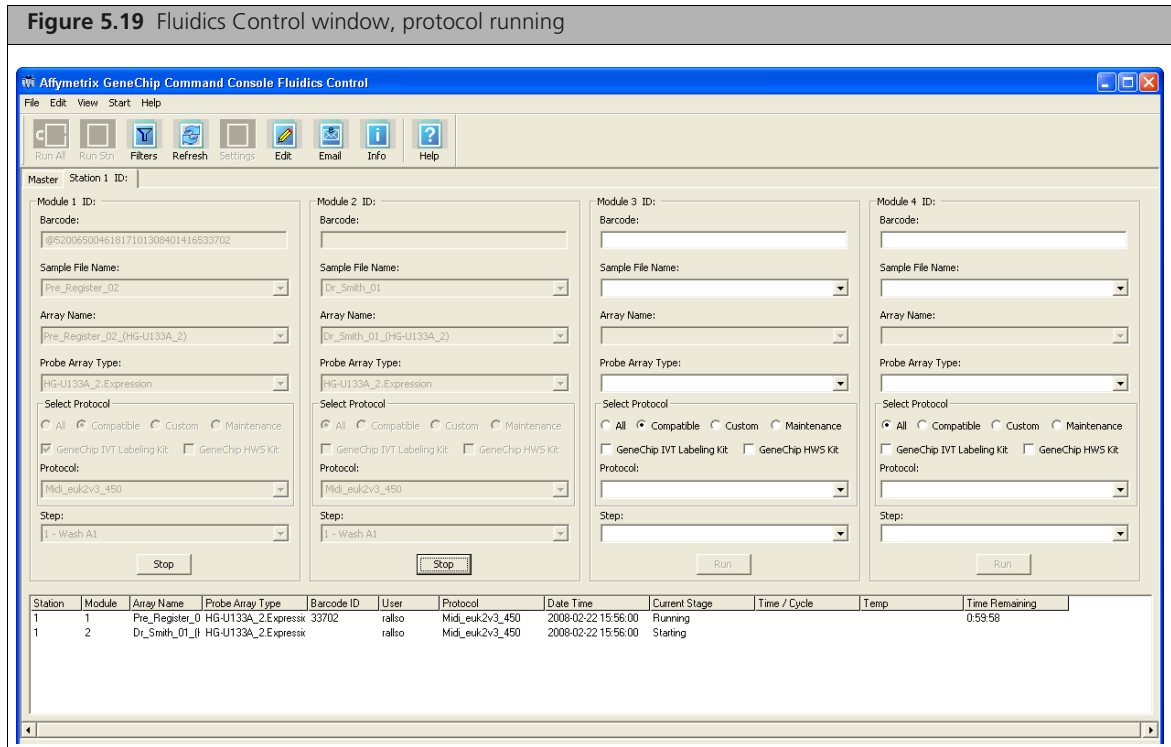 Figure 5.19 Fluidics Control window, protocol running
Affymetrix GeneChip Command Console Fluidics Control
File Edit View Start Help
Run All Run Stn Filters Refresh Settings Edit Email Info Help
Master Station 1 ID:
Module 1 ID: Module 2 ID: Module 3 ID: Module 4 ID:
Barcode: Barcode: Barcode: Barcode:
@52006500461817101308401416533702
Sample File Name: Sample File Name: Sample File Name: Sample File Name:
Pre_Register_02 Dr_Smith_01
Array Name: Array Name: Array Name: Array Name:
Pre_Register_02_(HG-U133A_2) Dr_Smith_01_(HG-U133A_2)
Probe Array Type: Probe Array Type: Probe Array Type: Probe Array Type:
HG-U133A_2.Expression HG-U133A_2.Expression
Select Protocol Select Protocol Select Protocol Select Protocol
All Compatible Custom Maintenance All Compatible Custom Maintenance All Compatible Custom Maintenance All Compatible Custom Maintenance
GeneChip IVT Labeling Kit GeneChip HWS Kit GeneChip IVT Labeling Kit GeneChip HWS Kit GeneChip IVT Labeling Kit GeneChip HWS Kit GeneChip IVT Labeling Kit GeneChip HWS Kit
Protocol: Protocol: Protocol: Protocol:
Midi_euk2v3_450 Midi_euk2v3_450
Step: Step: Step: Step:
1 - Wash A1 1 - Wash A1
Stop Stop Run Run
Station Module Array Name Probe Array Type Barcode ID User Protocol Date Time Current Stage Time / Cycle Temp Time Remaining
1 1 Pre_Register_0 HG-U133A_2.Expressic 33702 rallso Midi_euk2v3_450 2008-02-22 15:56:00 Running 0:59:58
1 2 Dr_Smith_01_(H HG-U133A_2.Expressic rallso Midi_euk2v3_450 2008-02-22 15:56:00 Starting